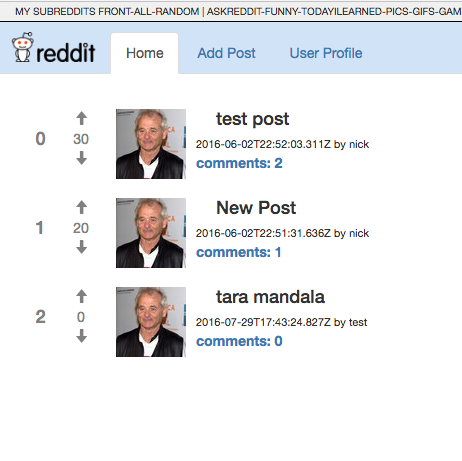 MY SUBREDDITS FRONT-ALL-RANDOM | ASKREDDIT-FUNNY-TODAYILEARNED-PICS-GIFS-GAM
reddit Home Add Post User Profile
0
30
test post
2016-06-02T22:52:03.311Z by nick
comments: 2
1
20
New Post
2016-06-02T22:51:31.636Z by nick
comments: 1
2
0
tara mandala
2016-07-29T17:43:24.827Z by test
comments: 0